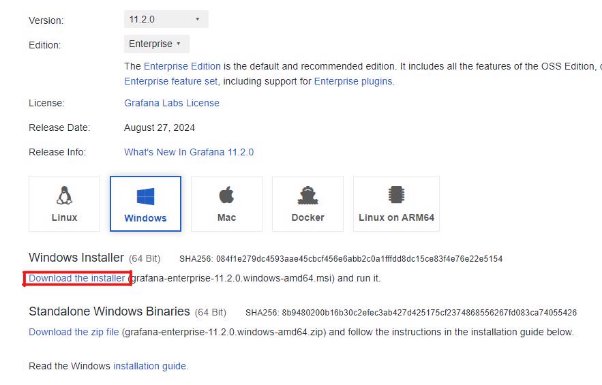 Version: 11.2.0
Edition: Enterprise
The Enterprise Edition is the default and recommended edition. It includes all the features of the OSS Edition,
Enterprise feature set, including support for Enterprise plugins.
License: Grafana Labs License
Release Date: August 27, 2024
Release Info: What's New In Grafana 11.2.0
Linux Windows Mac Docker Linux on ARM64
Windows Installer (64 Bit) SHA256: 084f1e279dc4593aae45cbcf456e6abb2c0a1fffdd8dc15ce83f4e76e22e5154
Download the installer (grafana-enterprise-11.2.0.windows-amd64.msi) and run it.
Standalone Windows Binaries (64 Bit) SHA256: 8b9480200b16b30c2efec3ab427d425175cf2374868556267fd083ca74055426
Download the zip file (grafana-enterprise-11.2.0.windows-amd64.zip) and follow the instructions in the installation guide below.
Read the Windows installation guide.